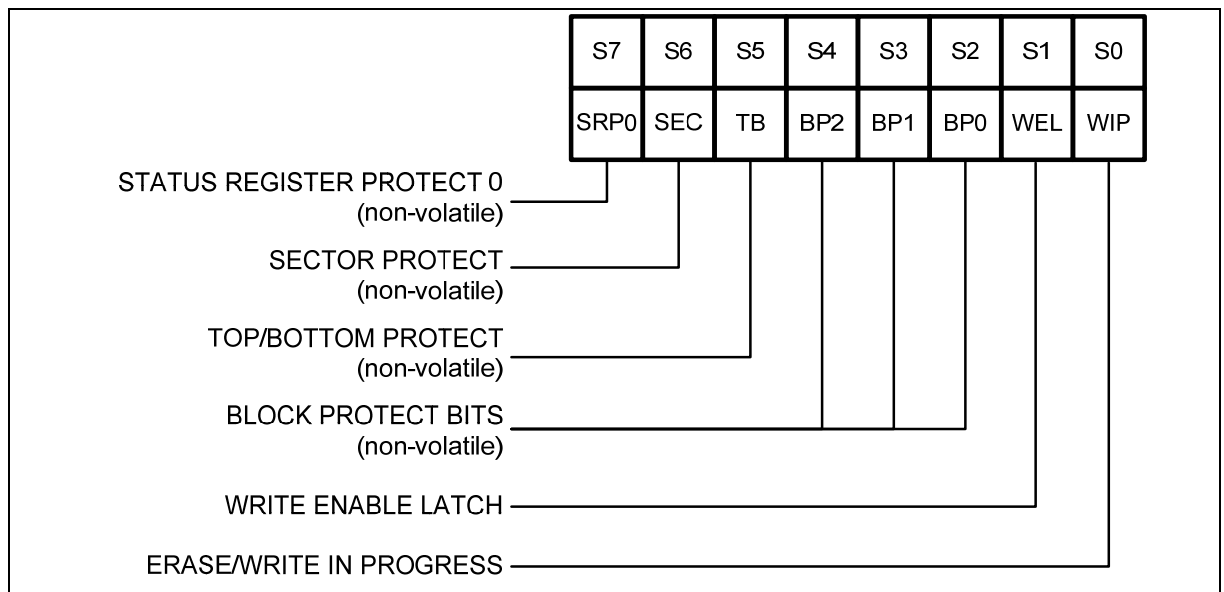 S7 S6 S5 S4 S3 S2 S1 S0
SRP0 SEC TB BP2 BP1 BP0 WEL WIP
STATUS REGISTER PROTECT 0
(non-volatile)
SECTOR PROTECT
(non-volatile)
TOP/BOTTOM PROTECT
(non-volatile)
BLOCK PROTECT BITS
(non-volatile)
WRITE ENABLE LATCH
ERASE/WRITE IN PROGRESS